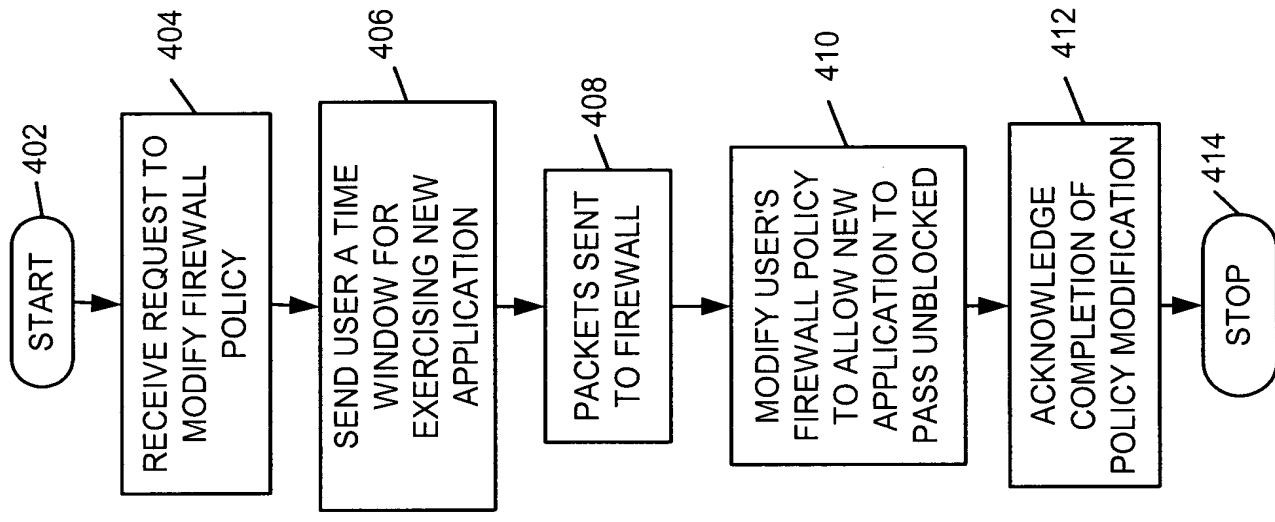 START
402
RECEIVE REQUEST TO
MODIFY FIREWALL
POLICY
404
SEND USER A TIME
WINDOW FOR
EXERCISING NEW
APPLICATION
406
PACKETS SENT
TO FIREWALL
408
MODIFY USER'S
FIREWALL POLICY
TO ALLOW NEW
APPLICATION TO
PASS UNBLOCKED
410
ACKNOWLEDGE
COMPLETION OF
POLICY MODIFICATION
412
STOP
414